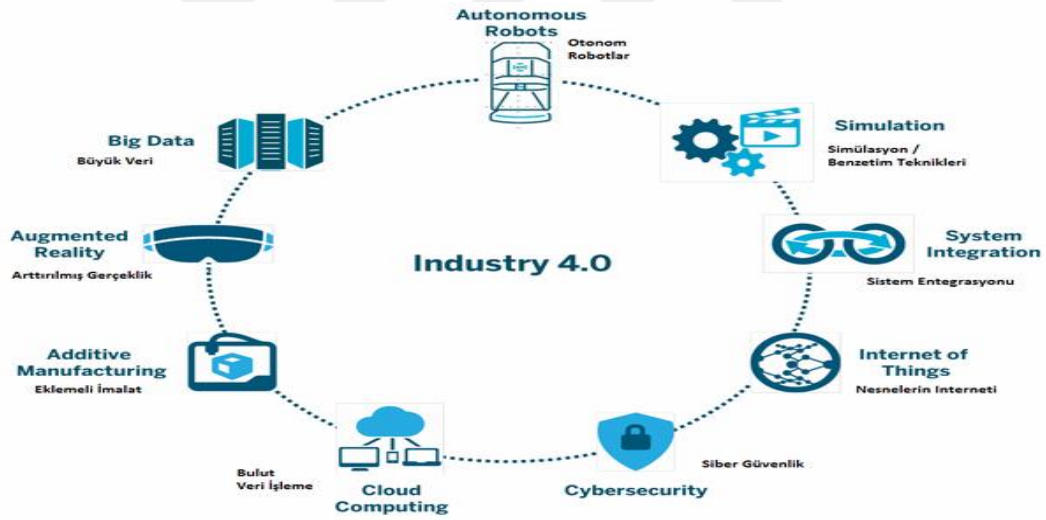 Autonomous
Robots
Otonom
Robotlar
Simulation
Simülasyon /
Benzetim Teknikleri
System
Integration
Sistem Entegrasyonu
Internet of
Things
Nesnelerin Interneti
Cybersecurity
Siber Güvenlik
Cloud
Computing
Bulut
Veri İşleme
Additive
Manufacturing
Eklemeli İmalat
Augmented
Reality
Arttırılmış Gerçeklik
Big Data
Büyük Veri
Industry 4.0